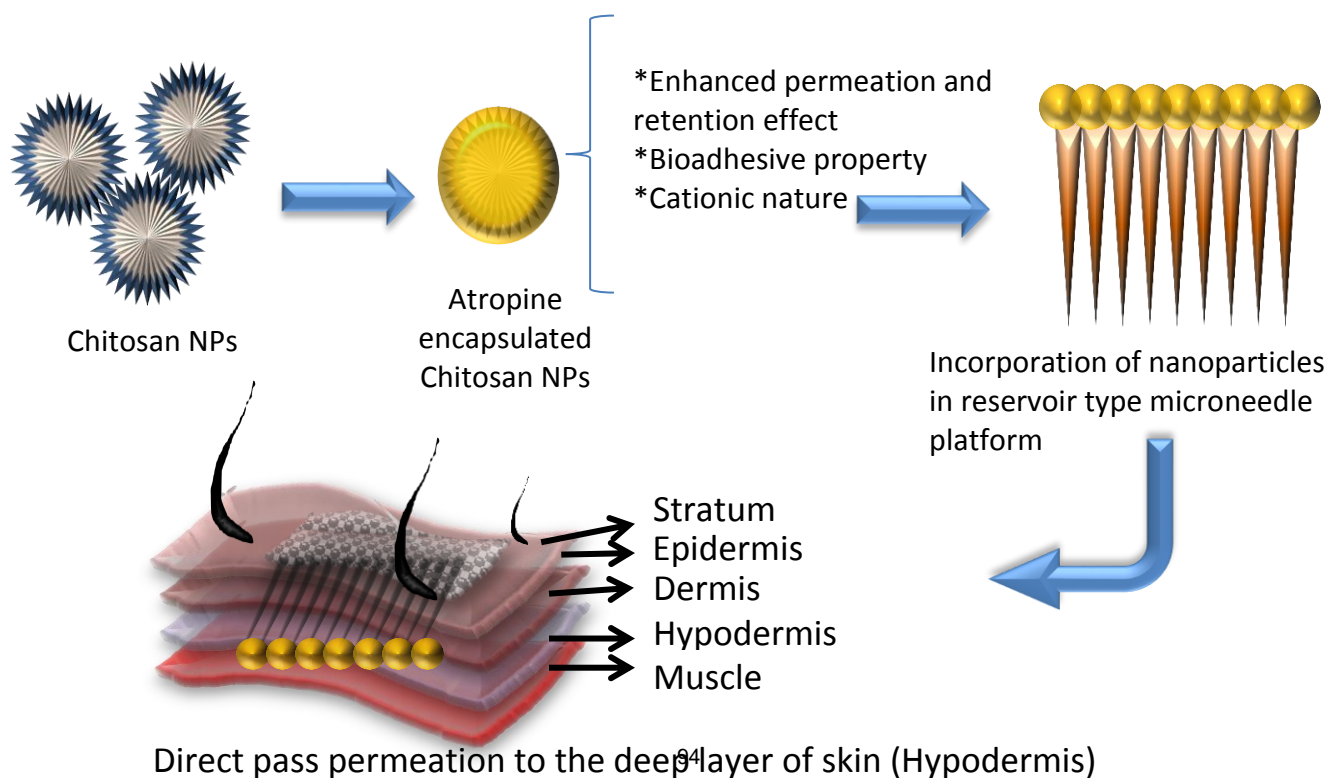 Chitosan NPs
Atropine
encapsulated
Chitosan NPs
*Enhanced permeation and
retention effect
*Bioadhesive property
*Cationic nature
Incorporation of nanoparticles
in reservoir type microneedle
platform
Stratum
Epidermis
Dermis
Hypodermis
Muscle
Direct pass permeation to the deep layer of skin (Hypodermis)
94